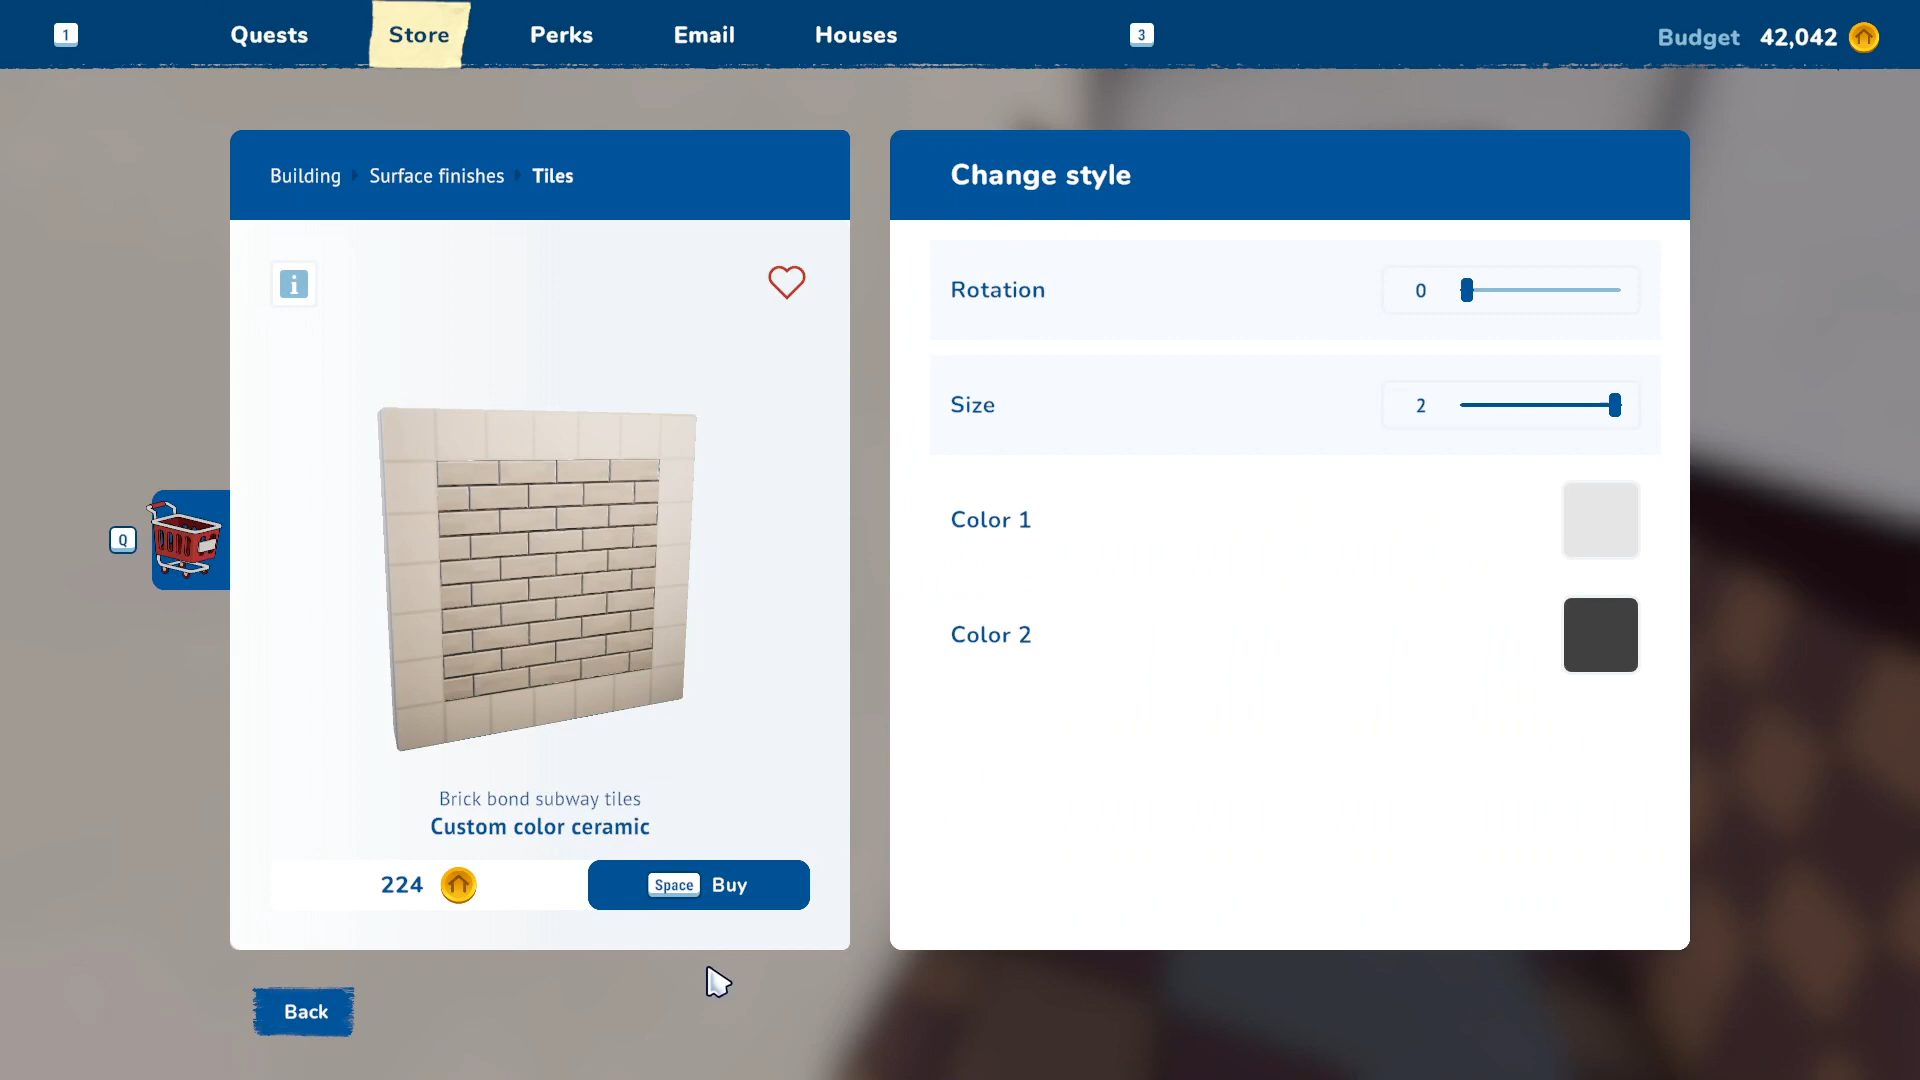 1
Quests
Store
Perks
Email
Houses
3
Budget 42,042
Building
Surface finishes
Tiles
i
Brick bond subway tiles
Custom color ceramic
224
Space Buy
Q
Back
Change style
Rotation 0
Size 2
Color 1
Color 2